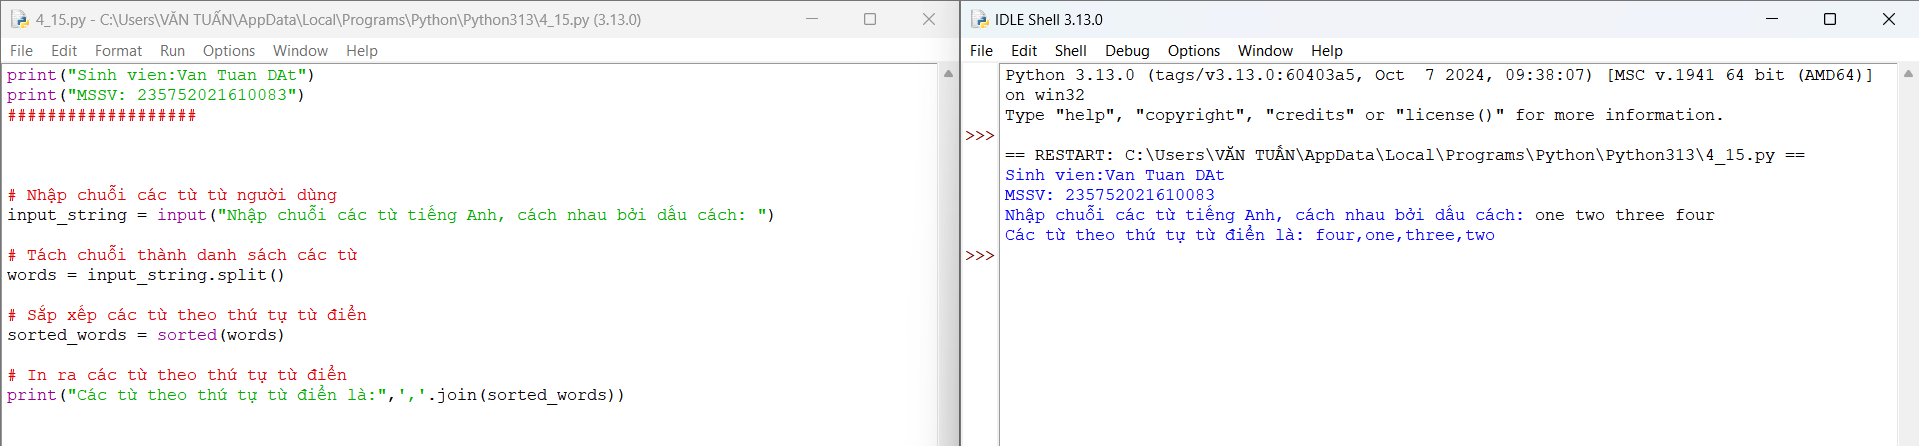 4_15.py - C:\Users\VĂN TUẤN\AppData\Local\Programs\Python\Python313\4_15.py (3.13.0)
File Edit Format Run Options Window Help
print("Sinh vien:Van Tuan DAt")
print("MSSV: 235752021610083")
###################
# Nhập chuỗi các từ từ người dùng
input_string = input("Nhập chuỗi các từ tiếng Anh, cách nhau bởi dấu cách: ")
# Tách chuỗi thành danh sách các từ
words = input_string.split()
# Sắp xếp các từ theo thứ tự từ điển
sorted_words = sorted(words)
# In ra các từ theo thứ tự từ điển
print("Các từ theo thứ tự từ điển là:",','.join(sorted_words))
IDLE Shell 3.13.0
File Edit Shell Debug Options Window Help
Python 3.13.0 (tags/v3.13.0:60403a5, Oct  7 2024, 09:38:07) [MSC v.1941 64 bit (AMD64)]
on win32
Type "help", "copyright", "credits" or "license()" for more information.
>>>
== RESTART: C:\Users\VĂN TUẤN\AppData\Local\Programs\Python\Python313\4_15.py ==
Sinh vien:Van Tuan DAt
MSSV: 235752021610083
Nhập chuỗi các từ tiếng Anh, cách nhau bởi dấu cách: one two three four
Các từ theo thứ tự từ điển là: four,one,three,two
>>>